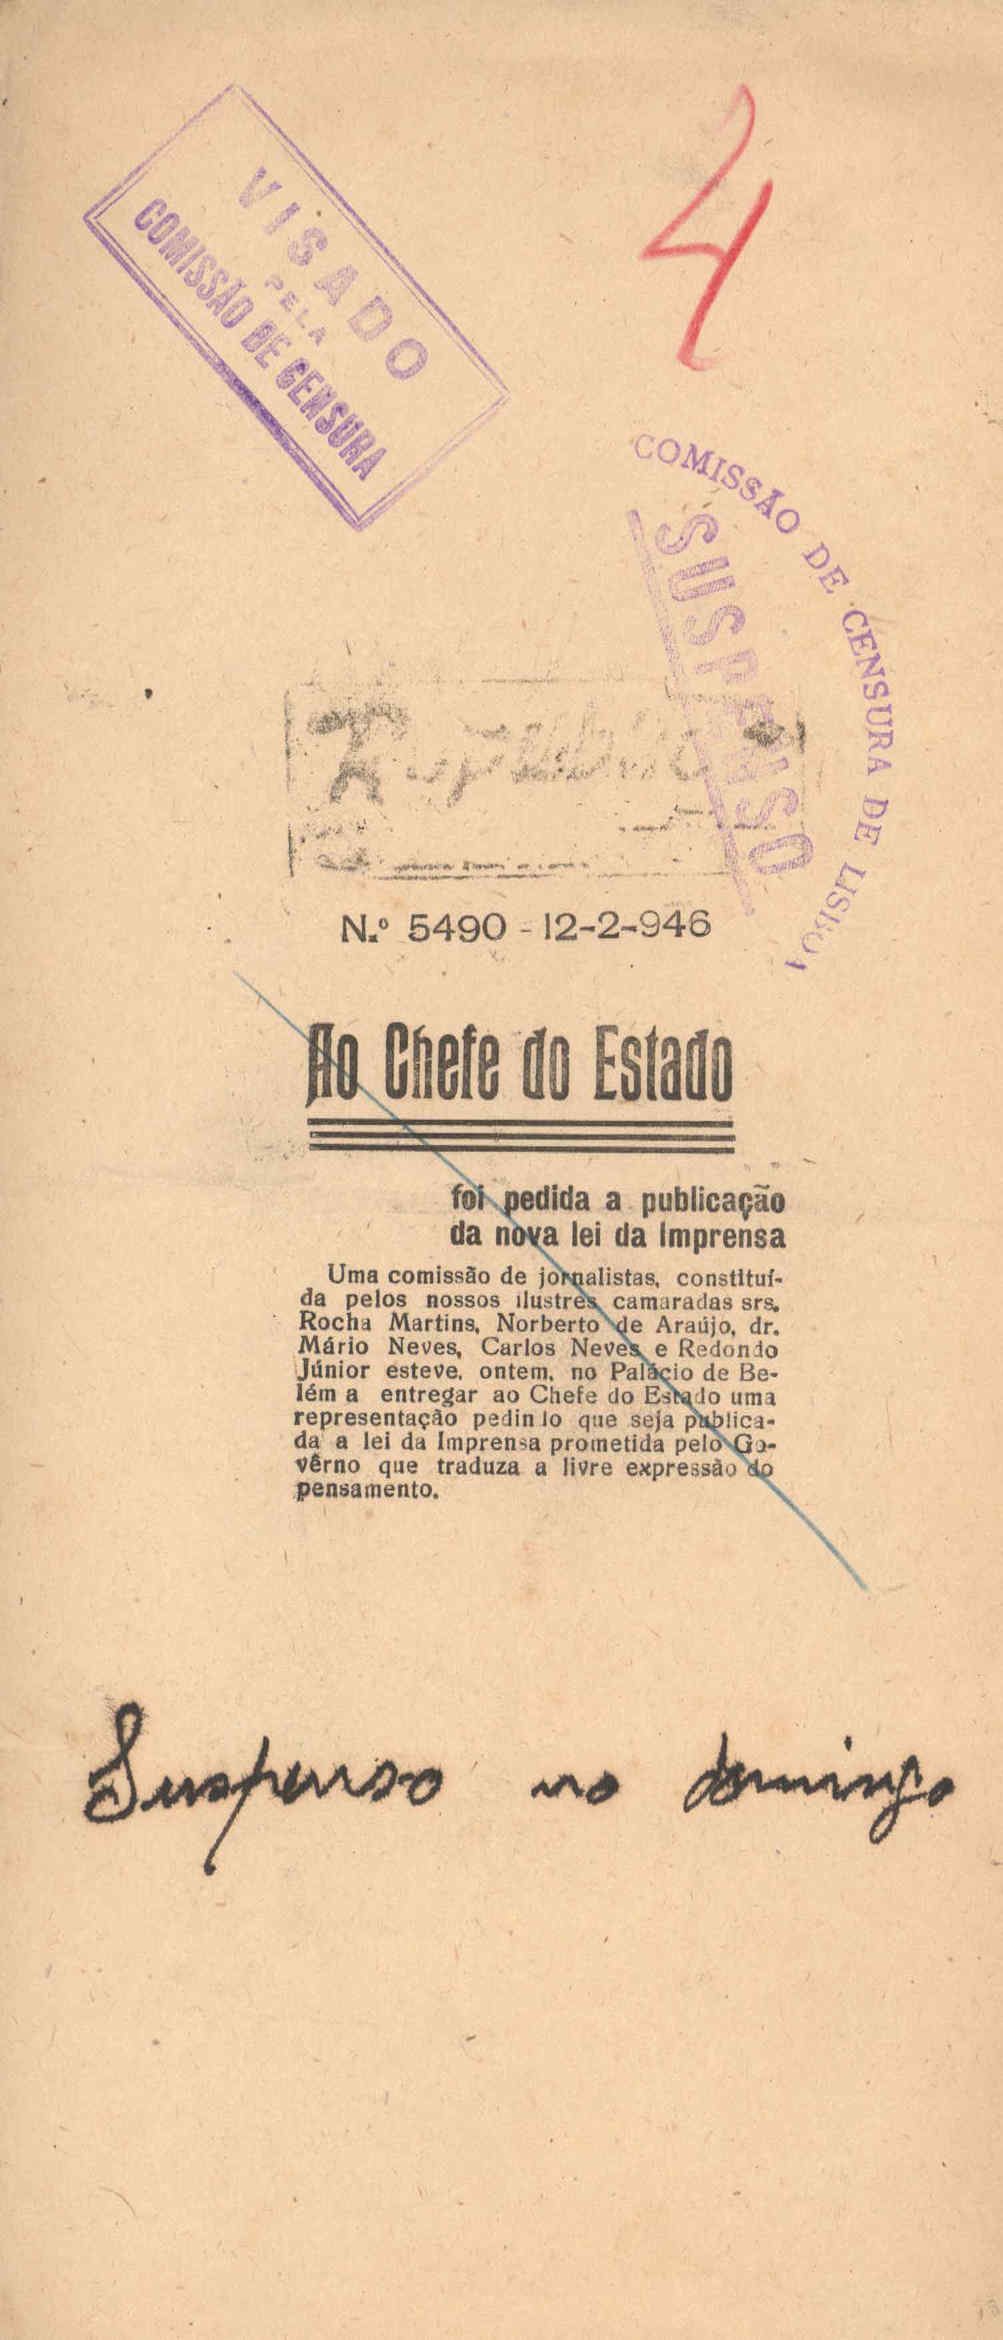 4
VISADO
PELA
COMISSÃO DE CENSURA
COMISSÃO DE CENSURA DE LISBOA
SUSPENSO
República
N.º 5490 - 12-2-946
Ao Chefe do Estado
foi pedida a publicação
da nova lei da Imprensa
Uma comissão de jornalistas, constituí-
da pelos nossos ilustres camaradas srs.
Rocha Martins, Norberto de Araújo, dr.
Mário Neves, Carlos Neves e Redondo
Júnior esteve, ontem, no Palácio de Be-
lém a entregar ao Chefe do Estado uma
representação pedindo que seja publica-
da a lei da Imprensa prometida pelo Go-
vêrno que traduza a livre expressão do
pensamento.
Suspenso no domingo